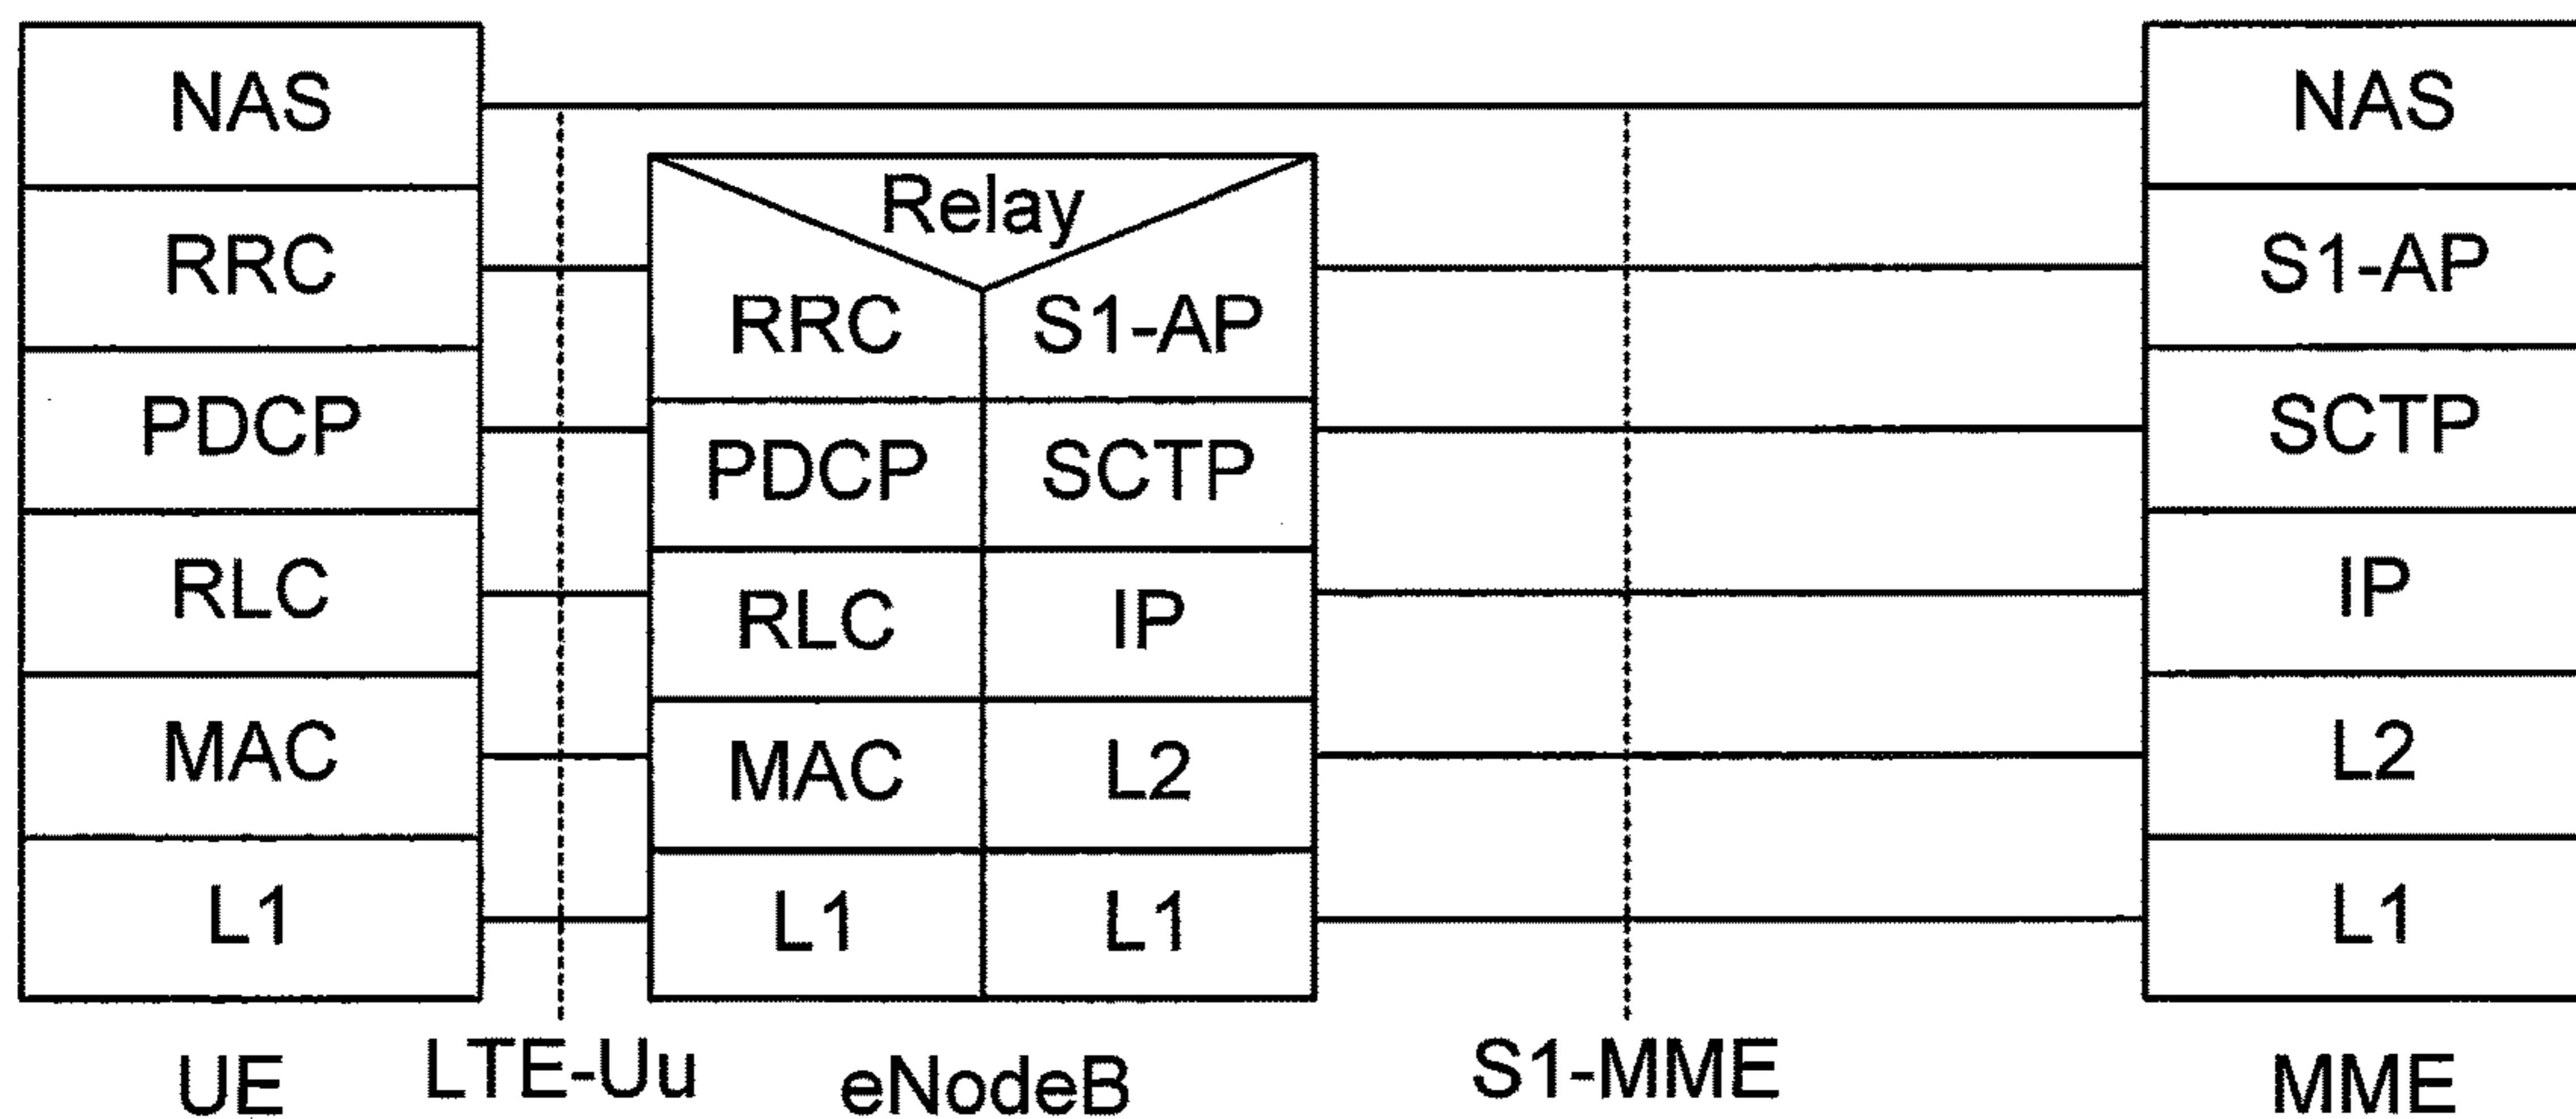 NAS
RRC
PDCP
RLC
MAC
L1
UE
LTE-Uu
Relay
RRC
S1-AP
PDCP
SCTP
RLC
IP
MAC
L2
L1
L1
eNodeB
S1-MME
NAS
S1-AP
SCTP
IP
L2
L1
MME